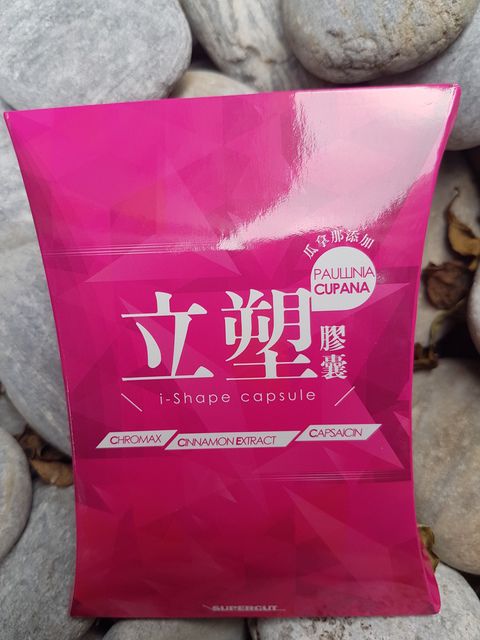 瓜拿那添加
PAULLINIA
CUPANA
立塑膠囊
i-Shape capsule
CHROMAX CINNAMON EXTRACT CAPSAICIN
SUPERCUT